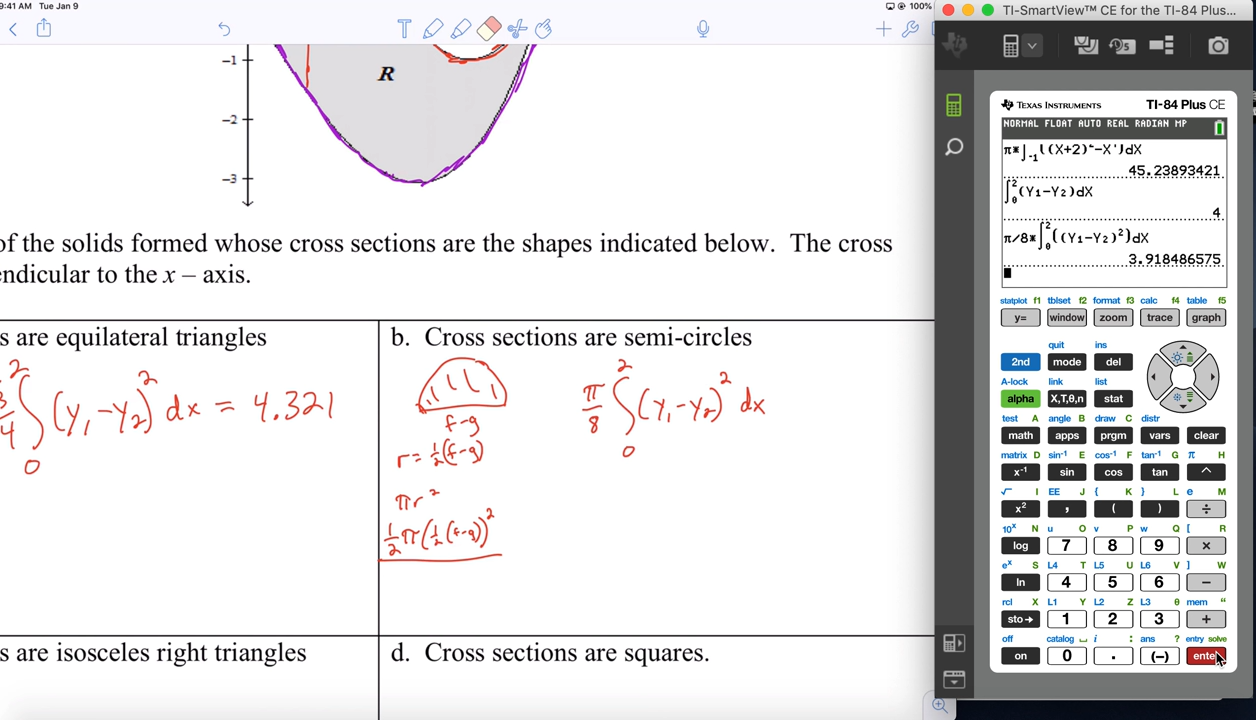 9:41 AM Tue Jan 9
100%
T
-1
R
-2
-3
of the solids formed whose cross sections are the shapes indicated below. The cross
endicular to the x – axis.
s are equilateral triangles
b. Cross sections are semi-circles
2
∫ (y₁-y₂)² dx = 4.321
4
0
f-g
r = ½(f-g)
πr²
½π(½(f-g))²
π/8 ∫₀² (y₁-y₂)² dx
s are isosceles right triangles
d. Cross sections are squares.
TI-SmartView™ CE for the TI-84 Plus...
TEXAS INSTRUMENTS TI-84 Plus CE
NORMAL FLOAT AUTO REAL RADIAN MP
45.23893421
∫₀²(Y₁-Y₂)dX
4
π/8*∫₀²((Y₁-Y₂)²)dX
3.918486575
statplot f1 tblset f2 format f3 calc f4 table f5
y= window zoom trace graph
quit ins
2nd mode del
A-lock link list
alpha X,T,θ,n stat
test A angle B draw C distr
math apps prgm vars clear
matrix D sin⁻¹ E cos⁻¹ F tan⁻¹ G π H
x⁻¹ sin cos tan ^
√ I EE J { K } L e M
x² , ( ) ÷
10ˣ N u O v P w Q [ R
log 7 8 9 ×
eˣ S L4 T L5 U L6 V ] W
ln 4 5 6 −
rcl X L1 Y L2 Z L3 θ mem “
sto→ 1 2 3 +
off catalog ⎵ i : ans ? entry solve
on 0 . (−) enter